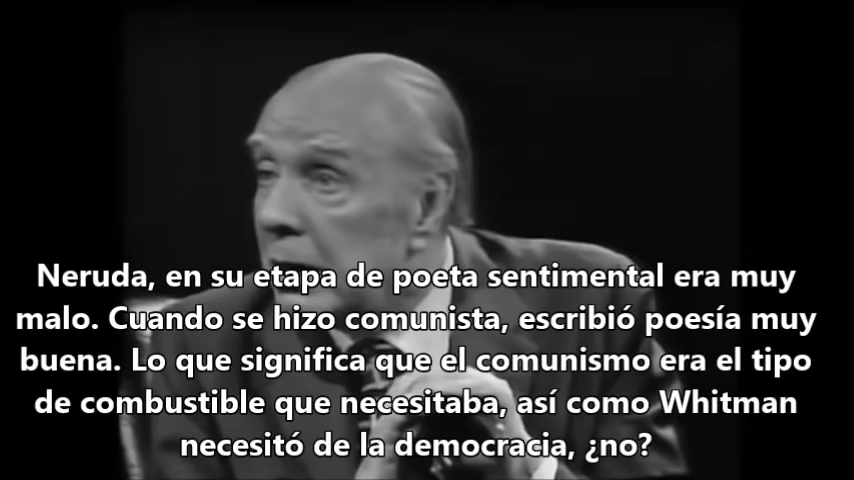 Neruda, en su etapa de poeta sentimental era muy
malo. Cuando se hizo comunista, escribió poesía muy
buena. Lo que significa que el comunismo era el tipo
de combustible que necesitaba, así como Whitman
necesitó de la democracia, ¿no?